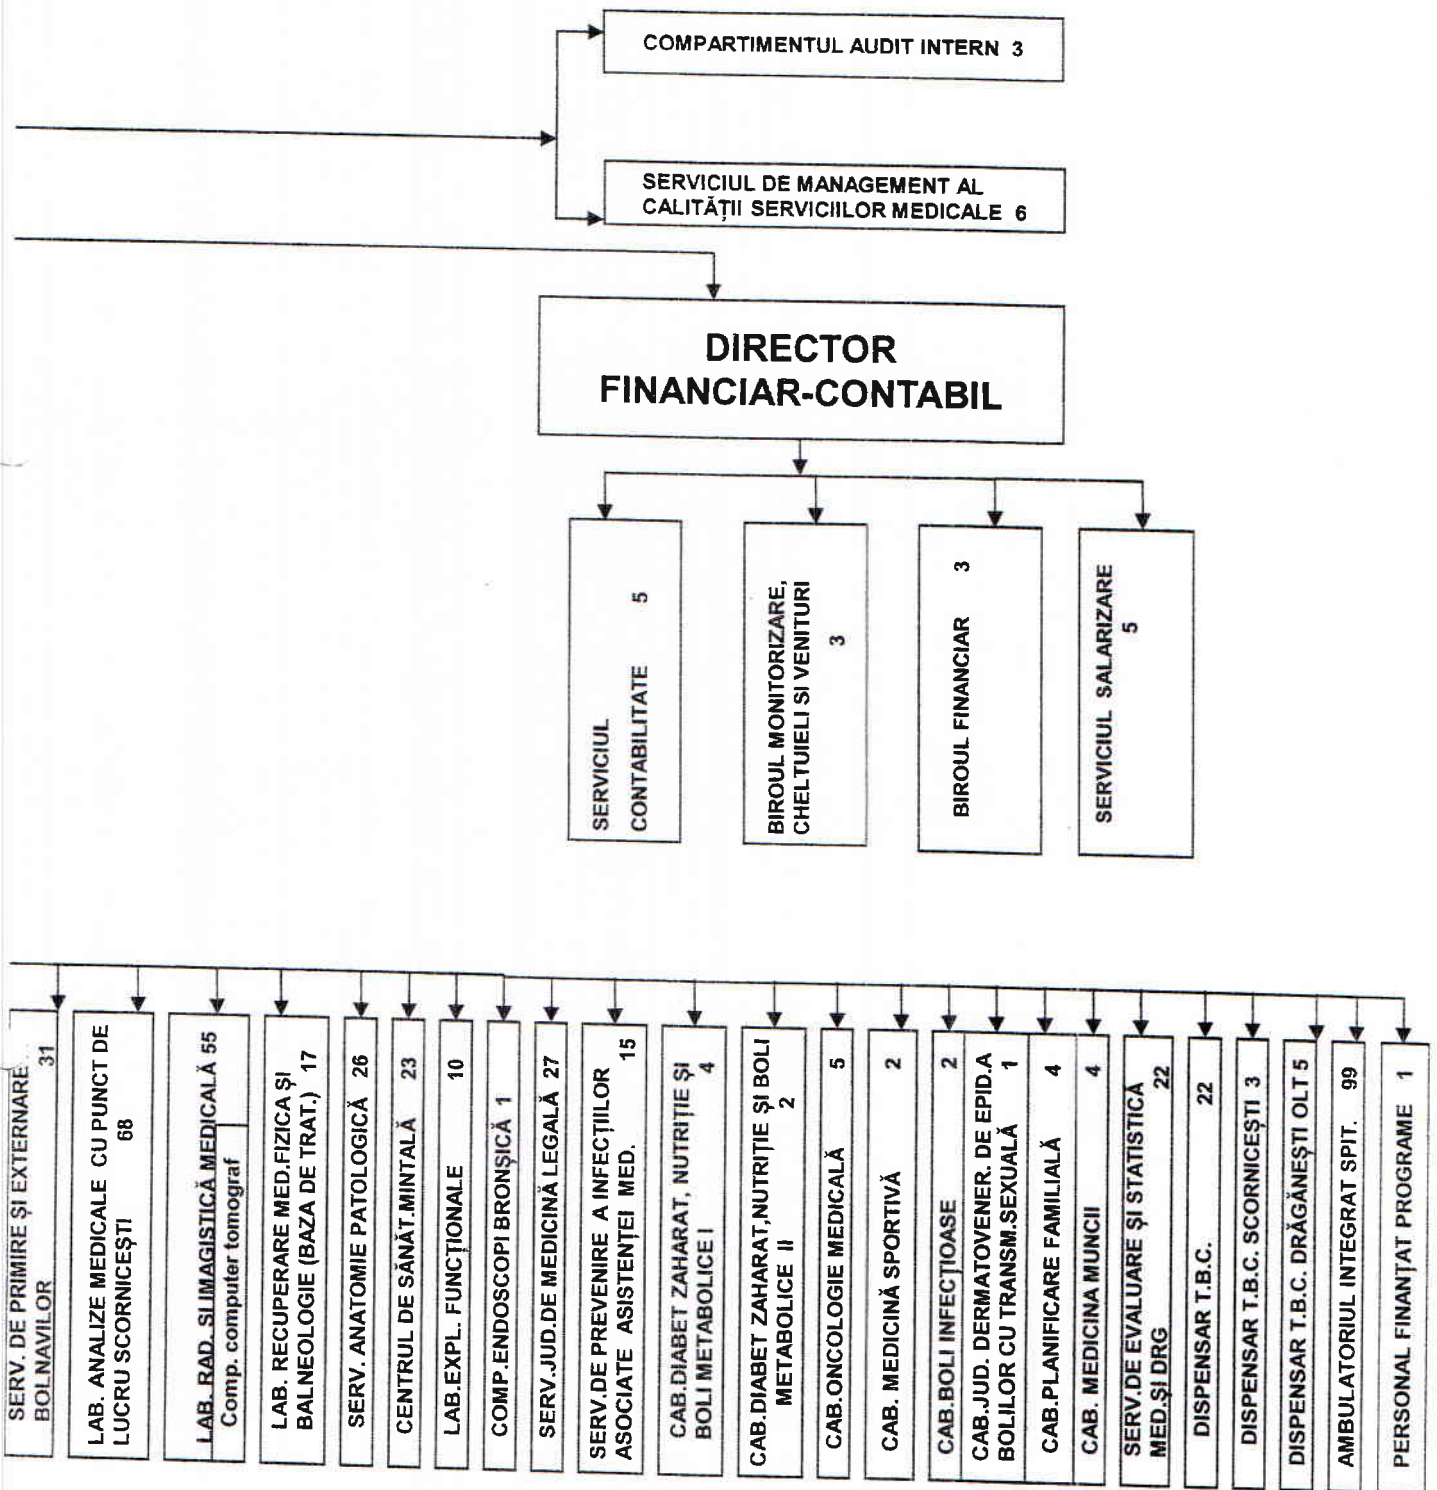 COMPARTIMENTUL AUDIT INTERN 3
SERVICIUL DE MANAGEMENT AL
CALITĂȚII SERVICIILOR MEDICALE 6
DIRECTOR
FINANCIAR-CONTABIL
SERVICIUL
CONTABILITATE 5
BIROUL MONITORIZARE,
CHELTUIELI SI VENITURI
3
BIROUL FINANCIAR 3
SERVICIUL SALARIZARE
5
SERV. DE PRIMIRE ȘI EXTERNARE
BOLNAVILOR 31
LAB. ANALIZE MEDICALE CU PUNCT DE
LUCRU SCORNICEȘTI 68
LAB. RAD. SI IMAGISTICĂ MEDICALĂ 55
Comp. computer tomograf
LAB. RECUPERARE MED.FIZICA ȘI
BALNEOLOGIE (BAZA DE TRAT.) 17
SERV. ANATOMIE PATOLOGICĂ 26
CENTRUL DE SĂNĂT.MINTALĂ 23
LAB.EXPL. FUNCȚIONALE 10
COMP.ENDOSCOPI BRONȘICĂ 1
SERV.JUD.DE MEDICINĂ LEGALĂ 27
SERV.DE PREVENIRE A INFECȚIILOR
ASOCIATE ASISTENȚEI MED. 15
CAB.DIABET ZAHARAT, NUTRIȚIE ȘI
BOLI METABOLICE I 4
CAB.DIABET ZAHARAT,NUTRIȚIE ȘI BOLI
METABOLICE II 2
CAB.ONCOLOGIE MEDICALĂ 5
CAB. MEDICINĂ SPORTIVĂ 2
CAB.BOLI INFECȚIOASE 2
CAB.JUD. DERMATOVENER. DE EPID.A
BOLILOR CU TRANSM.SEXUALĂ 1
CAB.PLANIFICARE FAMILIALĂ 4
CAB. MEDICINA MUNCII 4
SERV.DE EVALUARE ȘI STATISTICĂ
MED.ȘI DRG 22
DISPENSAR T.B.C. 22
DISPENSAR T.B.C. SCORNICEȘTI 3
DISPENSAR T.B.C. DRĂGĂNEȘTI OLT 5
AMBULATORIUL INTEGRAT SPIT. 99
PERSONAL FINANȚAT PROGRAME 1